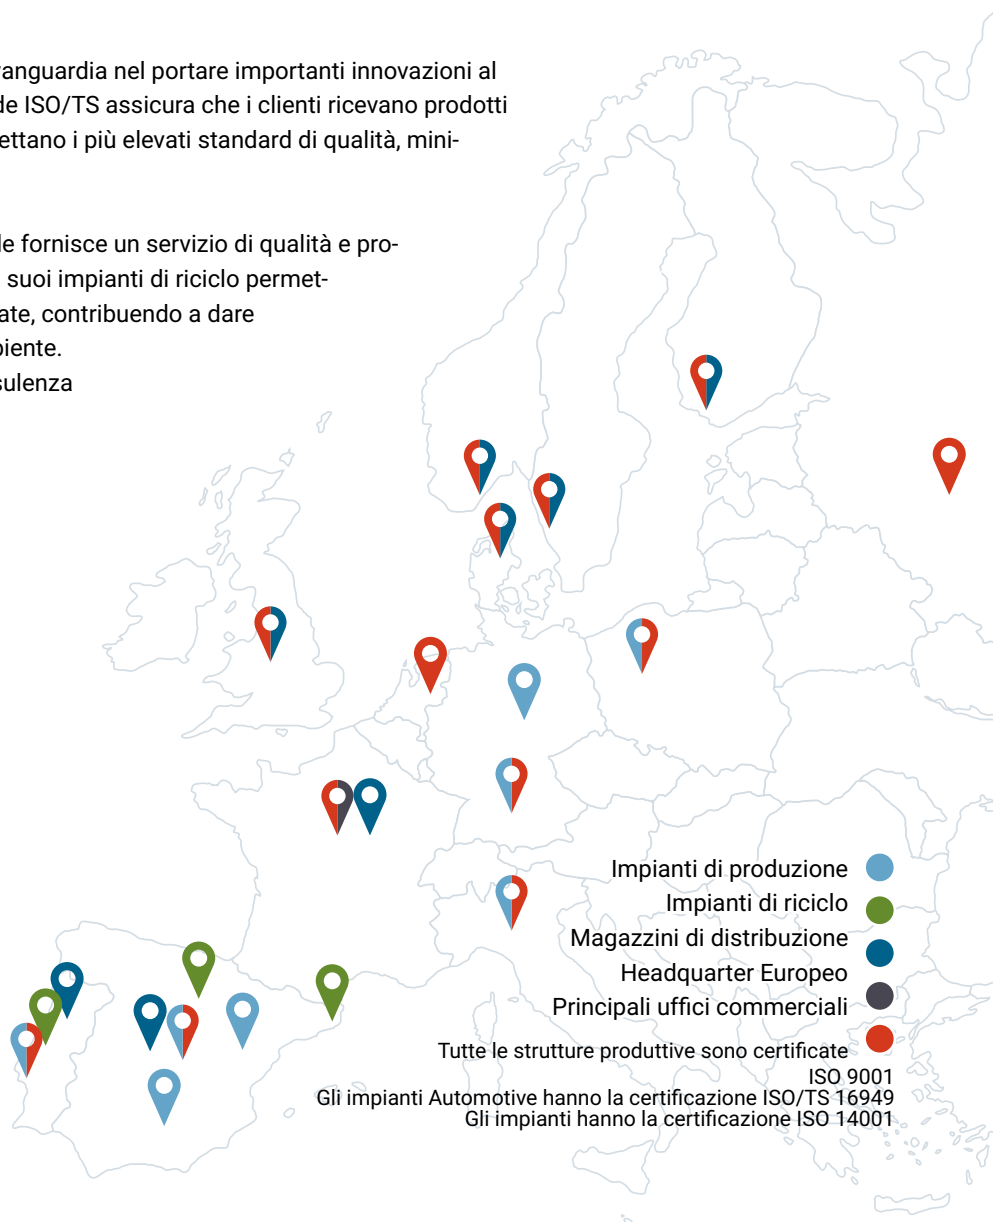 vanguardia nel portare importanti innovazioni al
de ISO/TS assicura che i clienti ricevano prodotti
ettano i più elevati standard di qualità, mini-
le fornisce un servizio di qualità e pro-
suoi impianti di riciclo permet-
ate, contribuendo a dare
piente.
sulenza
Impianti di produzione
Impianti di riciclo
Magazzini di distribuzione
Headquarter Europeo
Principali uffici commerciali
Tutte le strutture produttive sono certificate
ISO 9001
Gli impianti Automotive hanno la certificazione ISO/TS 16949
Gli impianti hanno la certificazione ISO 14001